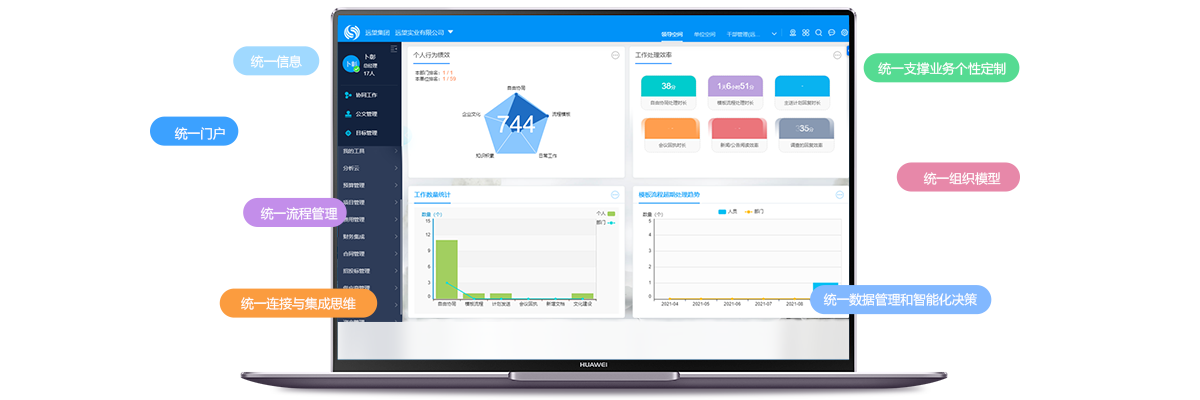 远望集团 远望实业有限公司
领导空间 单位空间
卜彭
总经理
17人
协同工作
公文管理
目标管理
我的工具
分析云
预算管理
项目管理
费用管理
财务集成
合同管理
招投标管理
个人行为绩效
本部门排名：1 / 1
本单位排名：1 / 59
自由协同
企业文化
流程模板
744
知识积累
日常工作
工作处理效率
38分
自由协同处理时长
1天6小时51分
模板流程处理时长
-
主送计划回复时长
-
会议回执时长
-
新闻/公告阅读效率
35分
调查的回复效率
工作数量统计
数量（个）
个人
部门
15
12
9
6
3
0
自由协同 模板流程 计划发送 会议回执 新建文档 文化建设
模板流程超期处理趋势
数量（个）
人员 部门
5
4
3
2
1
0
2021-04 2021-05 2021-06 2021-07 2021-08
HUAWEI
统一信息
统一门户
统一流程管理
统一连接与集成思维
统一支撑业务个性定制
统一组织模型
统一数据管理和智能化决策